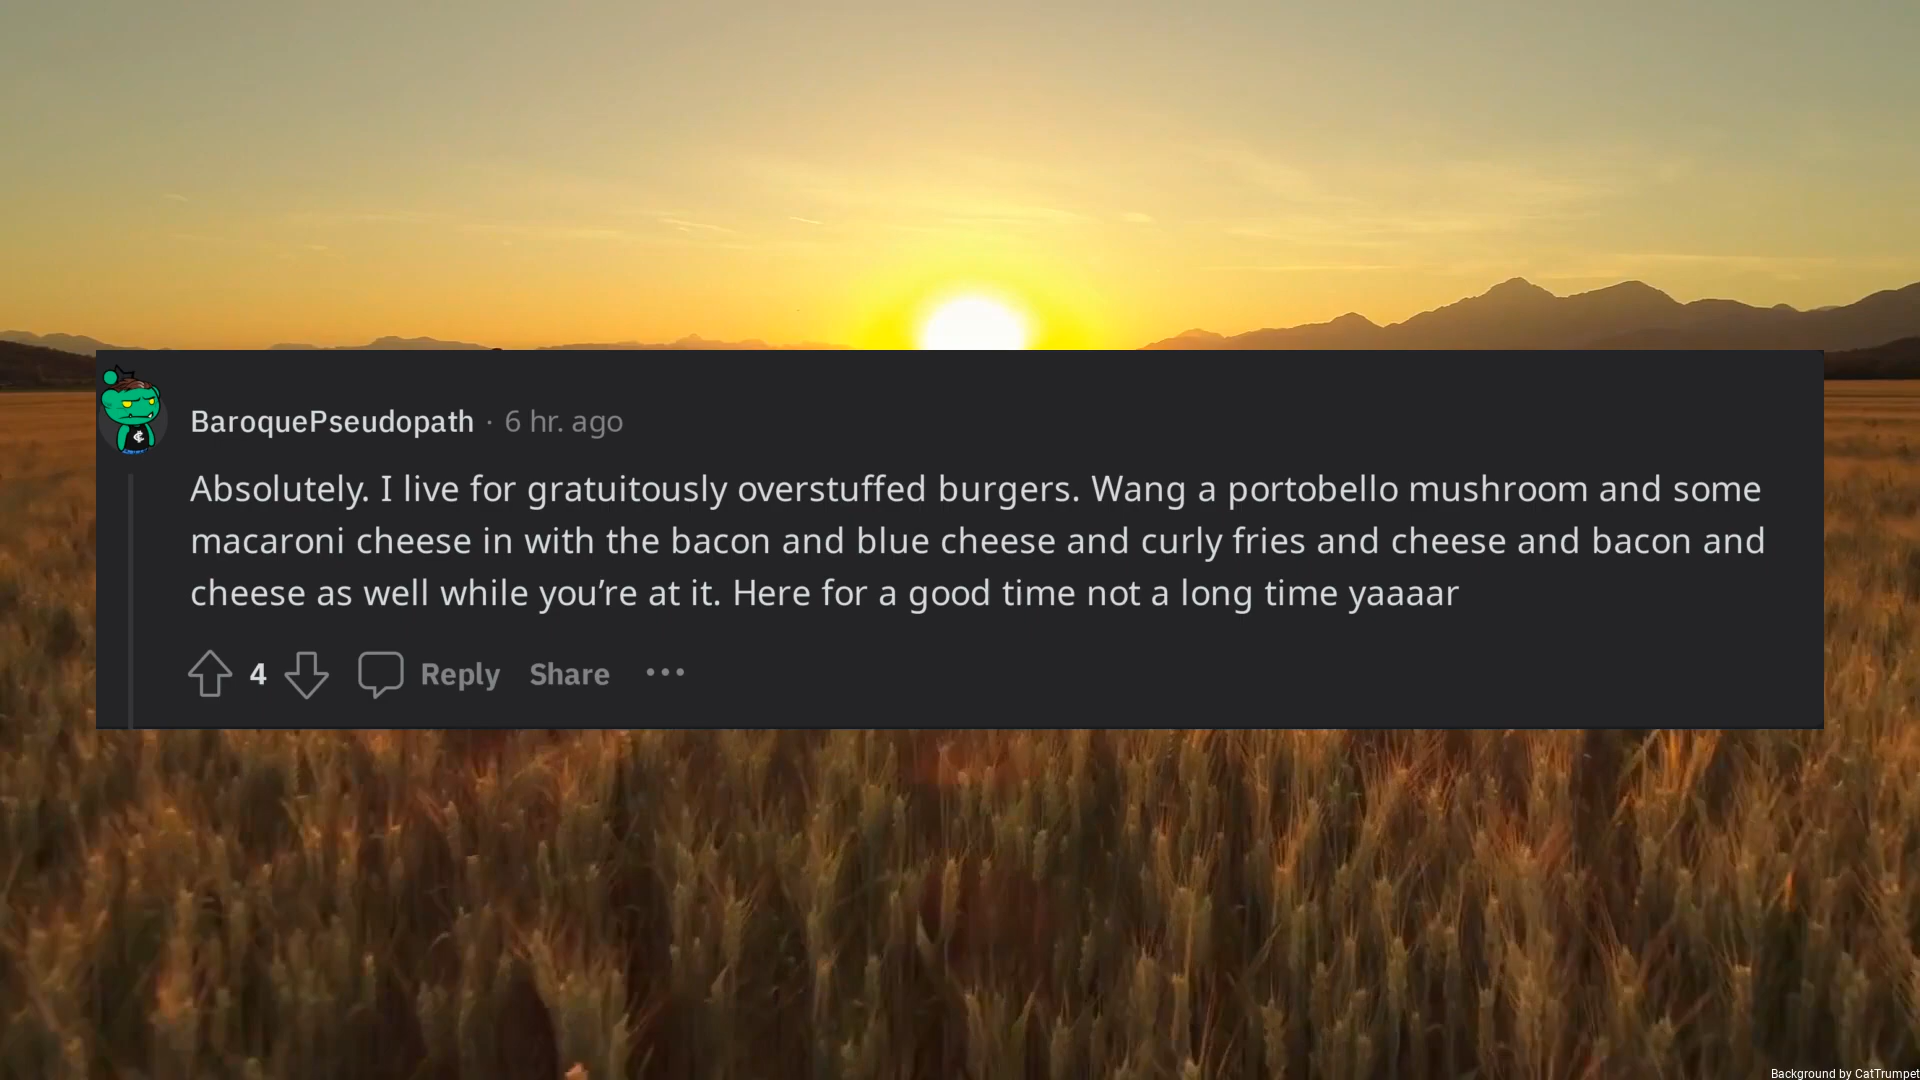 BaroquePseudopath · 6 hr. ago
Absolutely. I live for gratuitously overstuffed burgers. Wang a portobello mushroom and some
macaroni cheese in with the bacon and blue cheese and curly fries and cheese and bacon and
cheese as well while you’re at it. Here for a good time not a long time yaaaar
4 Reply Share ···
Background by CatTrumpet